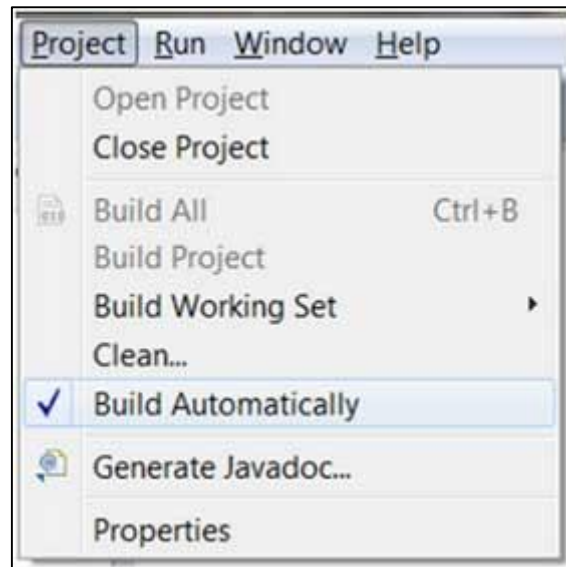 Project Run Window Help
Open Project
Close Project
Build All Ctrl+B
Build Project
Build Working Set
Clean...
Build Automatically
Generate Javadoc...
Properties